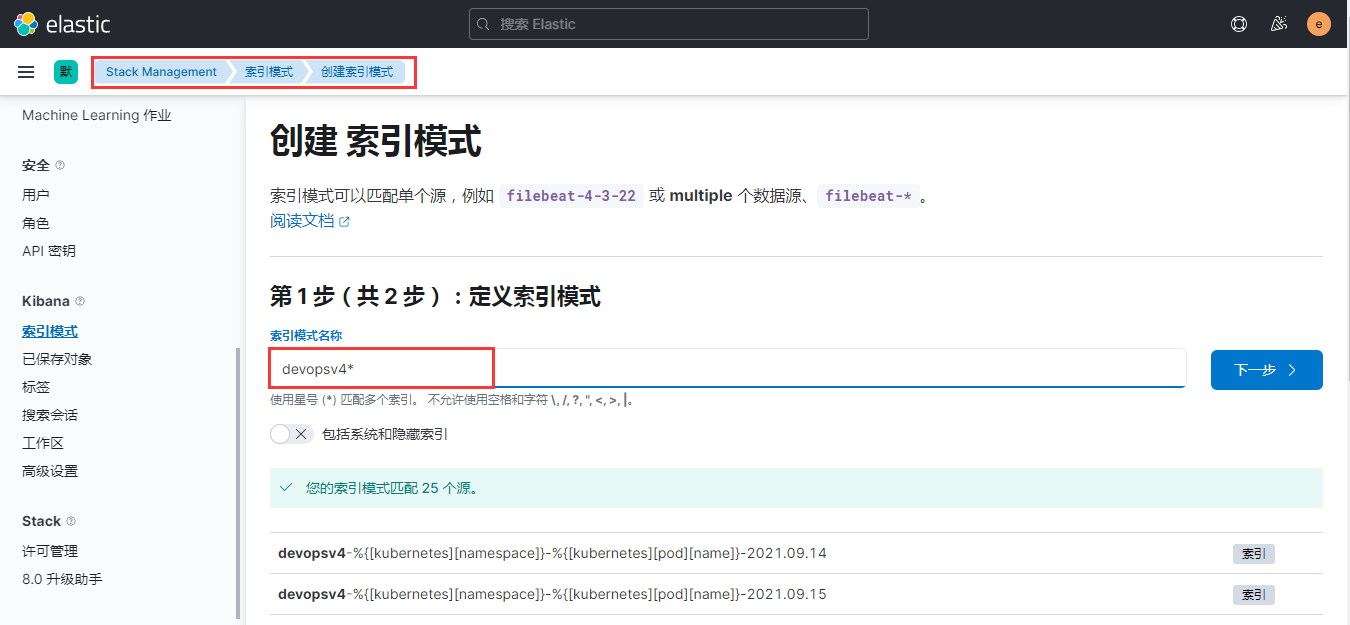 elastic
搜索 Elastic
e
默
Stack Management
索引模式
创建索引模式
Machine Learning 作业
安全
用户
角色
API 密钥
Kibana
索引模式
已保存对象
标签
搜索会话
工作区
高级设置
Stack
许可管理
8.0 升级助手
创建 索引模式
索引模式可以匹配单个源，例如 filebeat-4-3-22 或 multiple 个数据源、 filebeat-* 。
阅读文档
第 1 步（共 2 步）：定义索引模式
索引模式名称
devopsv4*
下一步
使用星号 (*) 匹配多个索引。 不允许使用空格和字符 \, /, ?, ", <, >, |。
包括系统和隐藏索引
您的索引模式匹配 25 个源。
devopsv4-%{[kubernetes][namespace]}-%{[kubernetes][pod][name]}-2021.09.14 索引
devopsv4-%{[kubernetes][namespace]}-%{[kubernetes][pod][name]}-2021.09.15 索引